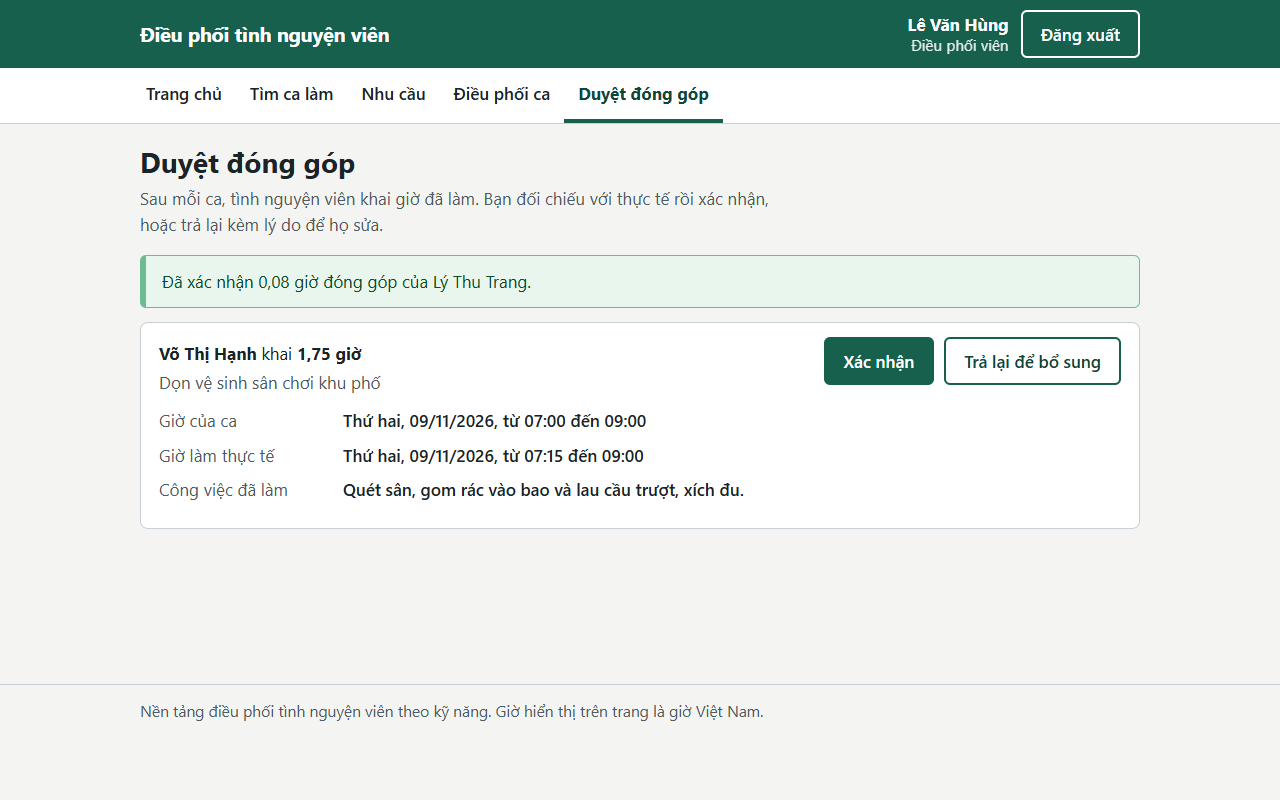 Điều phối tình nguyện viên
Lê Văn Hùng
Điều phối viên
Đăng xuất
Trang chủ
Tìm ca làm
Nhu cầu
Điều phối ca
Duyệt đóng góp
Duyệt đóng góp
Sau mỗi ca, tình nguyện viên khai giờ đã làm. Bạn đối chiếu với thực tế rồi xác nhận,
hoặc trả lại kèm lý do để họ sửa.
Đã xác nhận 0,08 giờ đóng góp của Lý Thu Trang.
Võ Thị Hạnh khai 1,75 giờ
Xác nhận
Trả lại để bổ sung
Dọn vệ sinh sân chơi khu phố
Giờ của ca
Thứ hai, 09/11/2026, từ 07:00 đến 09:00
Giờ làm thực tế
Thứ hai, 09/11/2026, từ 07:15 đến 09:00
Công việc đã làm
Quét sân, gom rác vào bao và lau cầu trượt, xích đu.
Nền tảng điều phối tình nguyện viên theo kỹ năng. Giờ hiển thị trên trang là giờ Việt Nam.